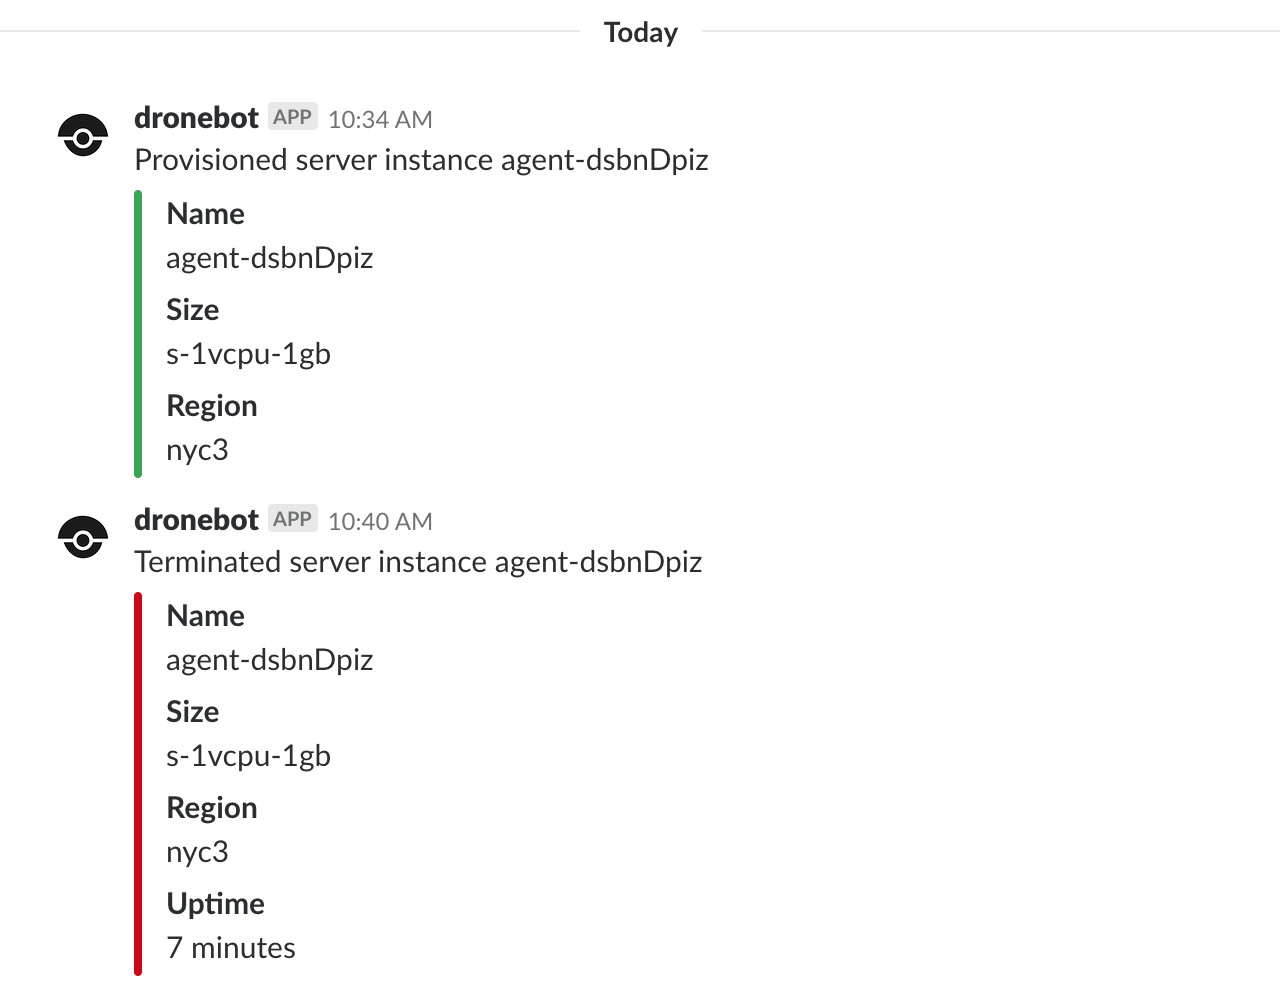 Today
dronebot APP 10:34 AM
Provisioned server instance agent-dsbnDpiz
Name
agent-dsbnDpiz
Size
s-1vcpu-1gb
Region
nyc3
dronebot APP 10:40 AM
Terminated server instance agent-dsbnDpiz
Name
agent-dsbnDpiz
Size
s-1vcpu-1gb
Region
nyc3
Uptime
7 minutes